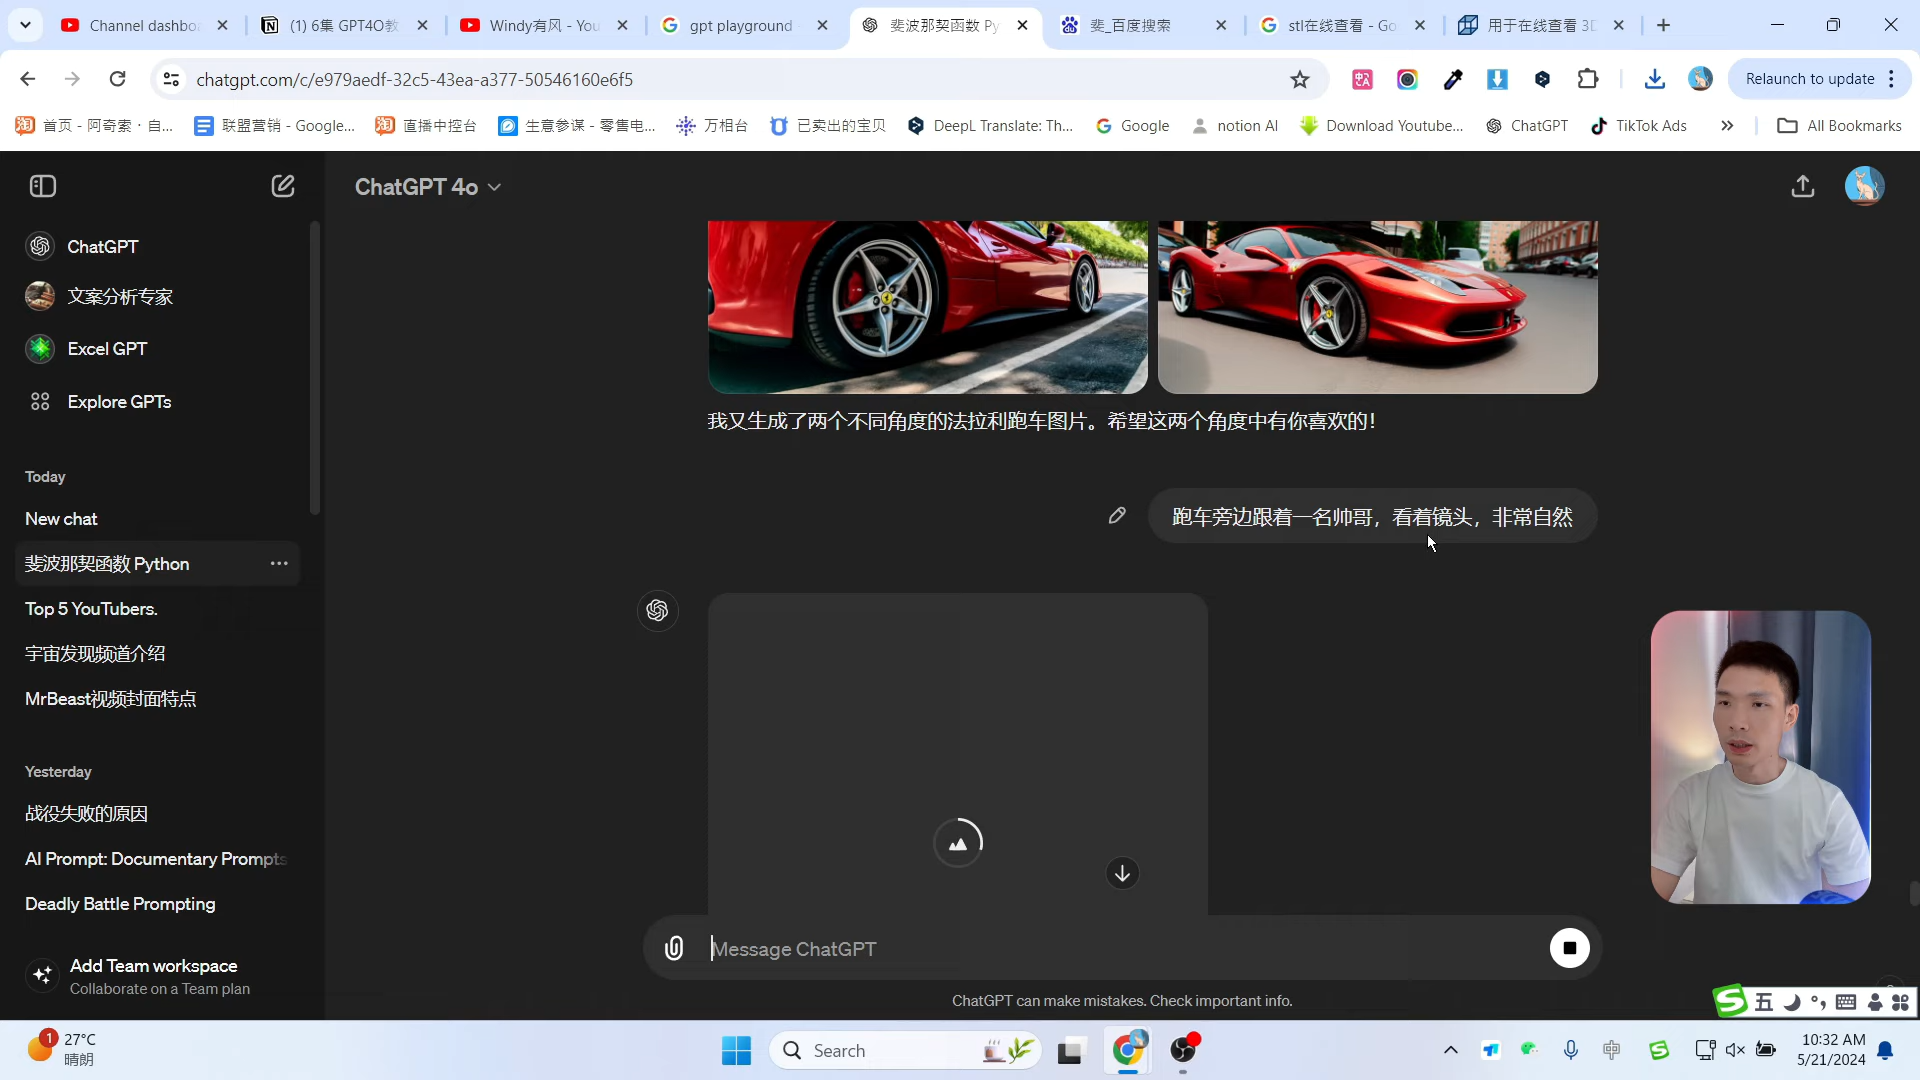 Channel dashbo
(1) 6集 GPT4O教
Windy有风 - You
gpt playground
斐波那契函数 Py
斐_百度搜索
stl在线查看 - Go
用于在线查看 3D
chatgpt.com/c/e979aedf-32c5-43ea-a377-50546160e6f5
Relaunch to update
首页 - 阿奇索 · 自...
联盟营销 - Google...
直播中控台
生意参谋 - 零售电...
万相台
已卖出的宝贝
DeepL Translate: Th...
Google
notion AI
Download Youtube...
ChatGPT
TikTok Ads
All Bookmarks
ChatGPT 4o
ChatGPT
文案分析专家
Excel GPT
Explore GPTs
Today
New chat
斐波那契函数 Python
Top 5 YouTubers.
宇宙发现频道介绍
MrBeast视频封面特点
Yesterday
战役失败的原因
AI Prompt: Documentary Prompts
Deadly Battle Prompting
Add Team workspace
Collaborate on a Team plan
我又生成了两个不同角度的法拉利跑车图片。希望这两个角度中有你喜欢的！
跑车旁边跟着一名帅哥，看着镜头，非常自然
Message ChatGPT
ChatGPT can make mistakes. Check important info.
五
1
27°C
晴朗
Search
中
10:32 AM
5/21/2024